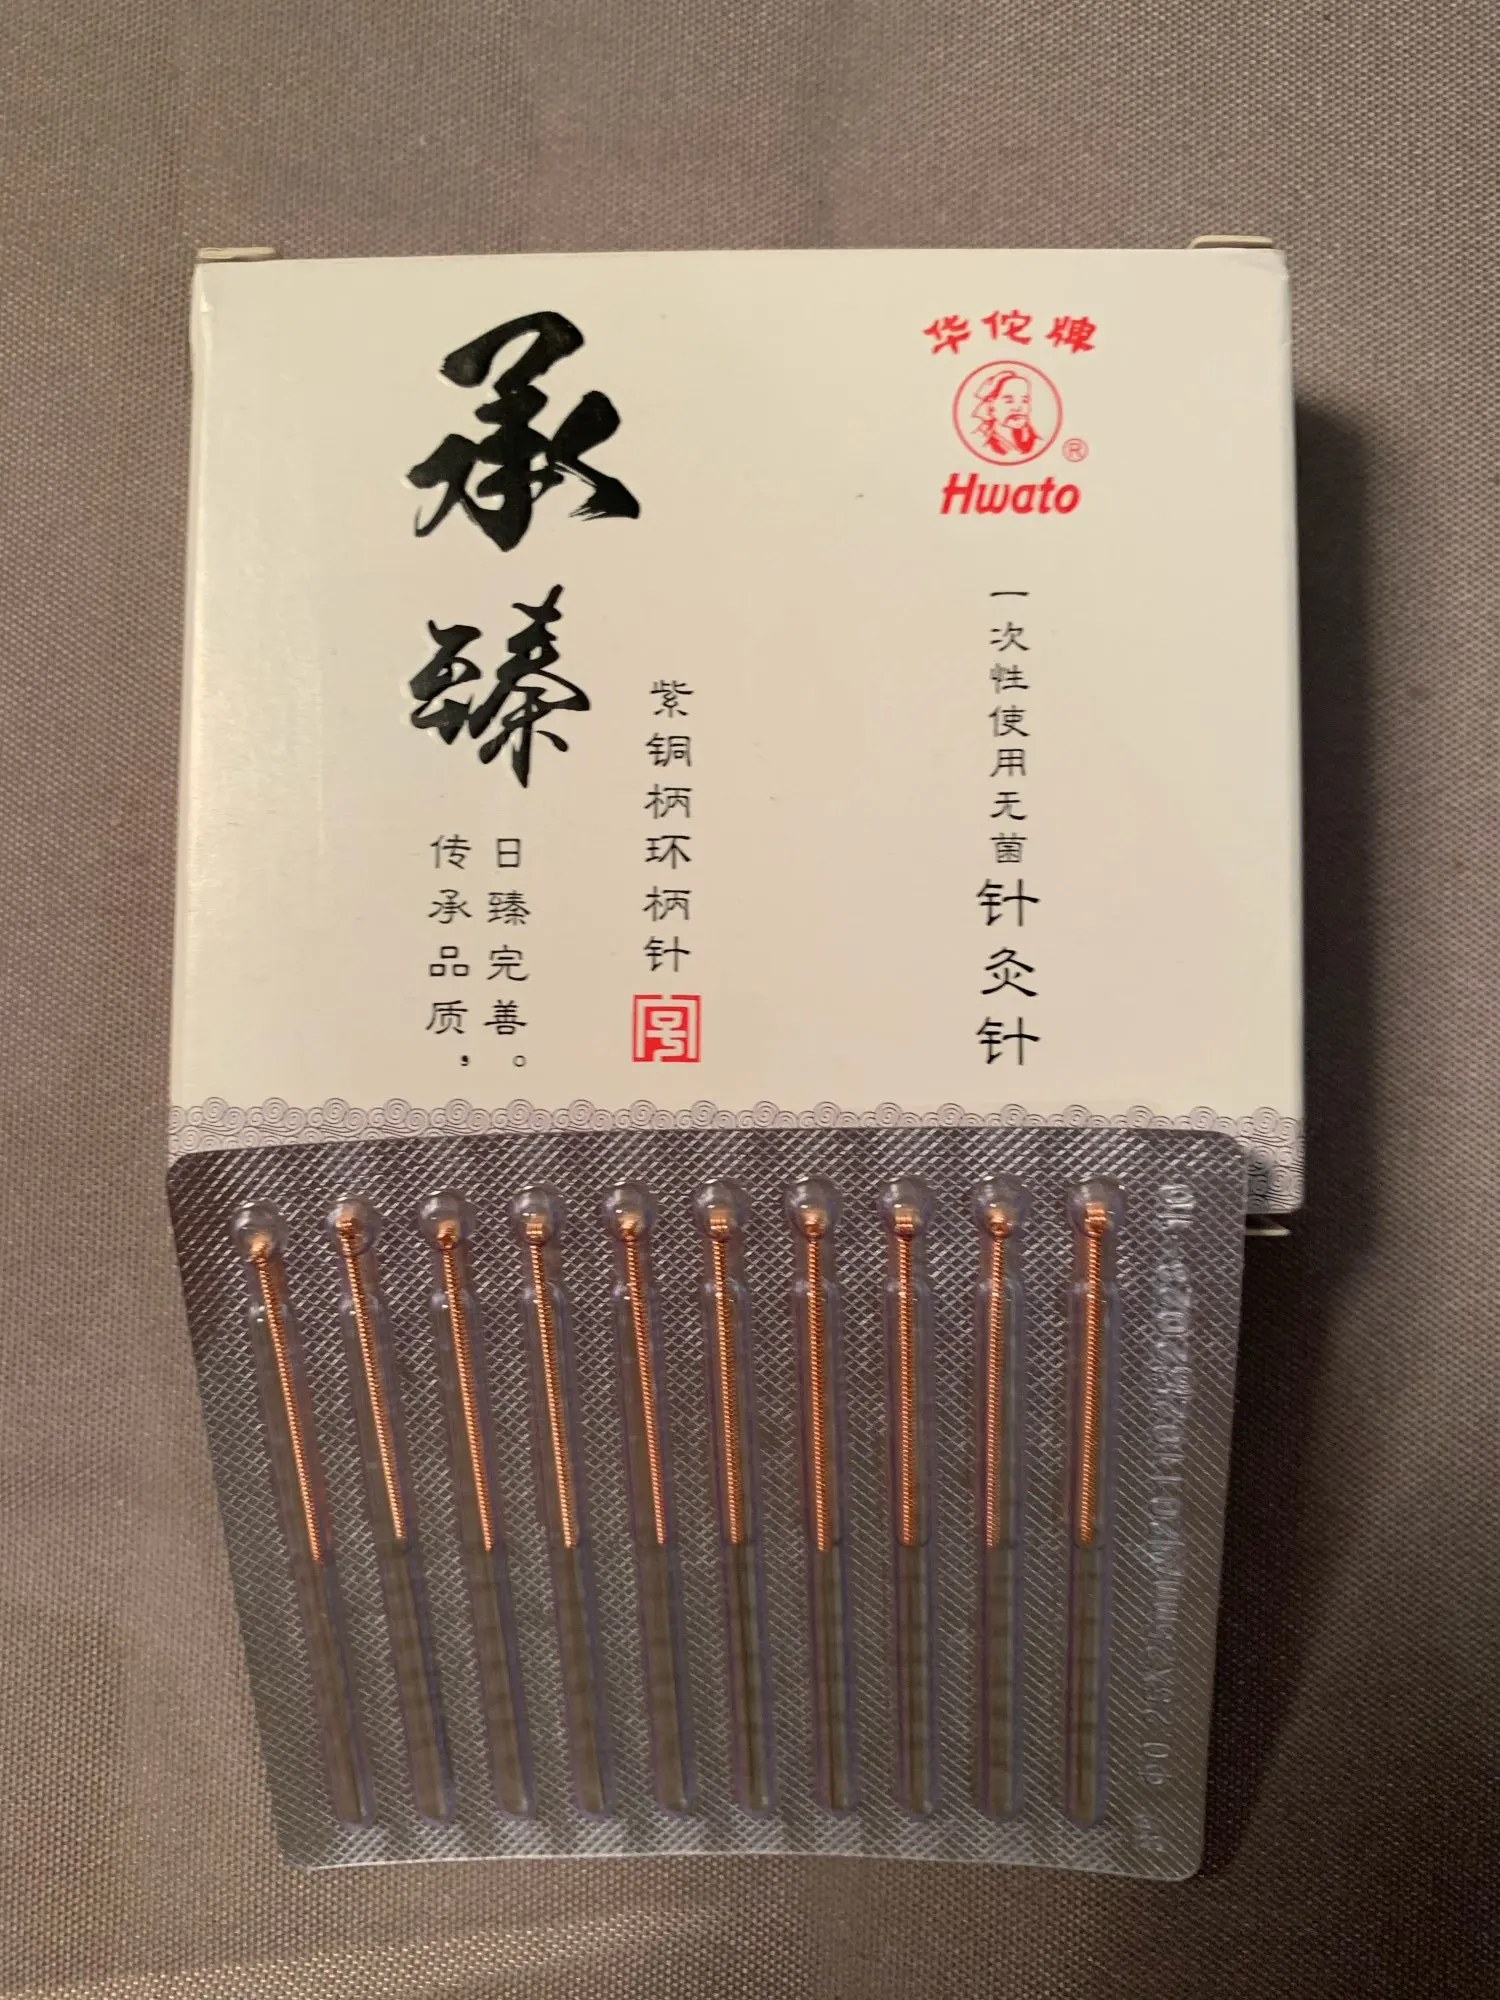 承臻
传承品质，
日臻完善。
紫铜柄环柄针
华佗牌
®
Hwato
一次性使用无菌
针灸针